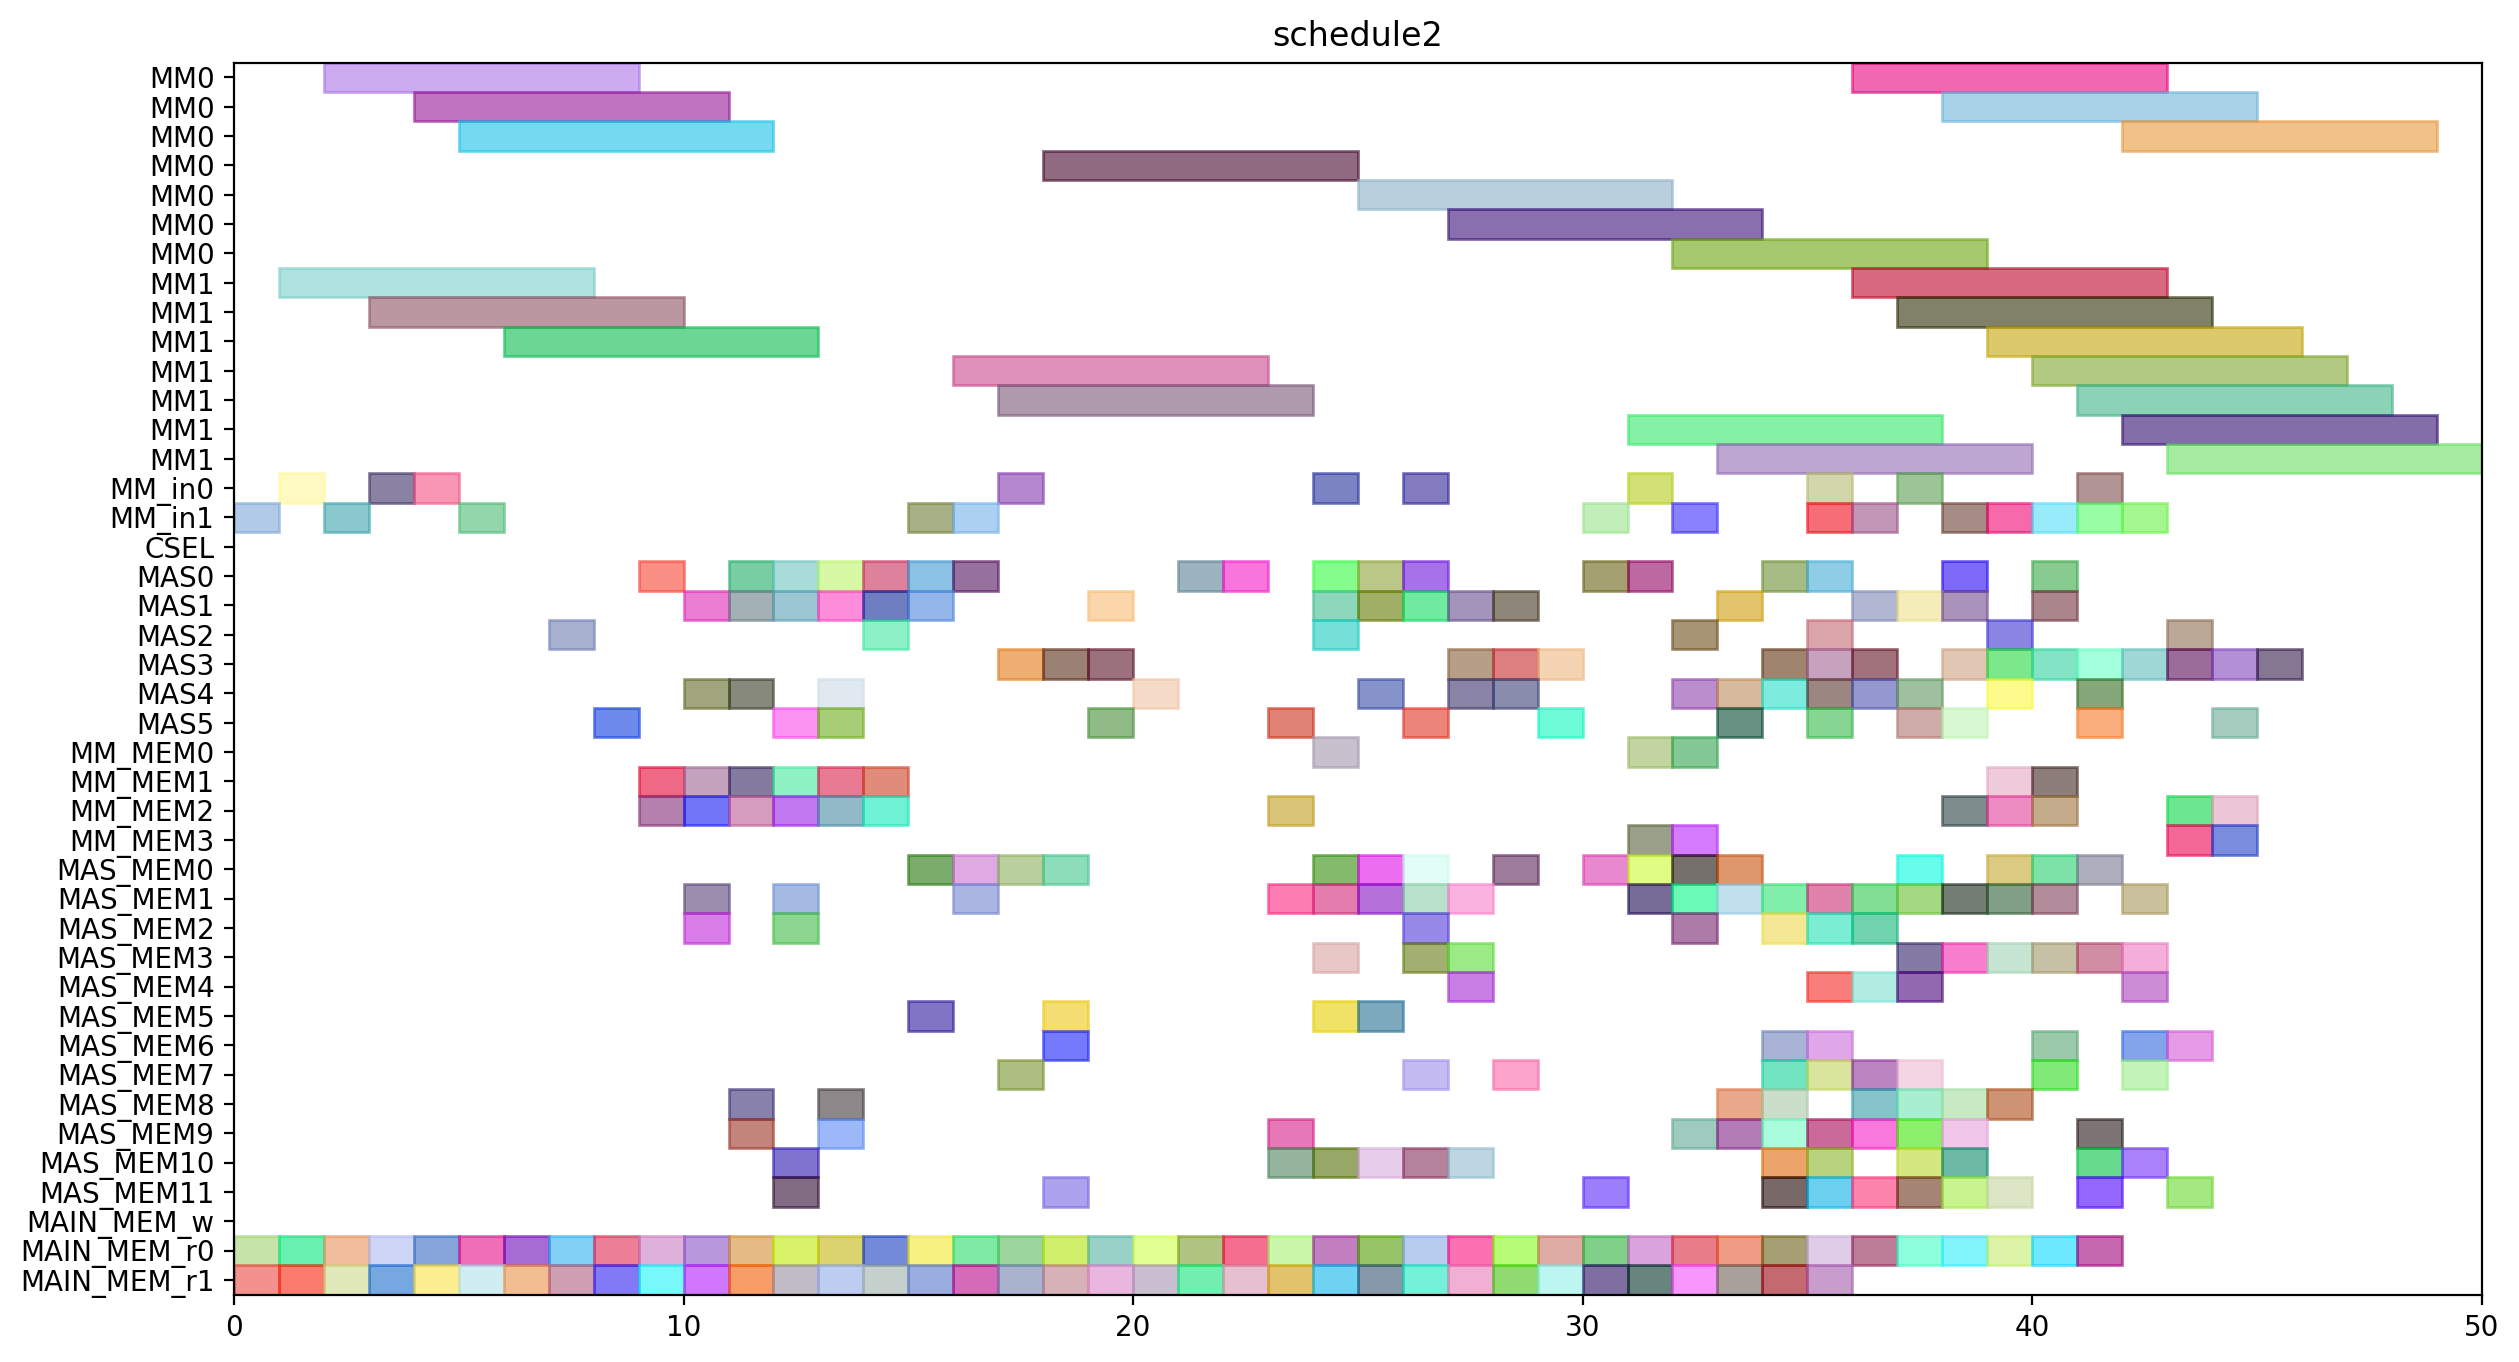 schedule2
MM0
MM0
MM0
MM0
MM0
MM0
MM0
MM1
MM1
MM1
MM1
MM1
MM1
MM1
MM_in0
MM_in1
CSEL
MAS0
MAS1
MAS2
MAS3
MAS4
MAS5
MM_MEM0
MM_MEM1
MM_MEM2
MM_MEM3
MAS_MEM0
MAS_MEM1
MAS_MEM2
MAS_MEM3
MAS_MEM4
MAS_MEM5
MAS_MEM6
MAS_MEM7
MAS_MEM8
MAS_MEM9
MAS_MEM10
MAS_MEM11
MAIN_MEM_w
MAIN_MEM_r0
MAIN_MEM_r1
0 10 20 30 40 50